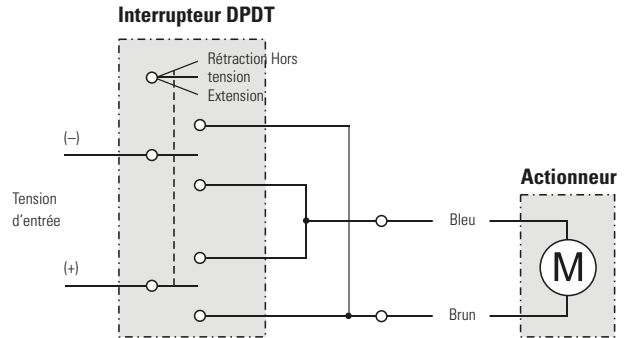 Interrupteur DPDT
Rétraction Hors
tension
Extension
(–)
Tension
d'entrée
(+)
Bleu
Brun
Actionneur
M